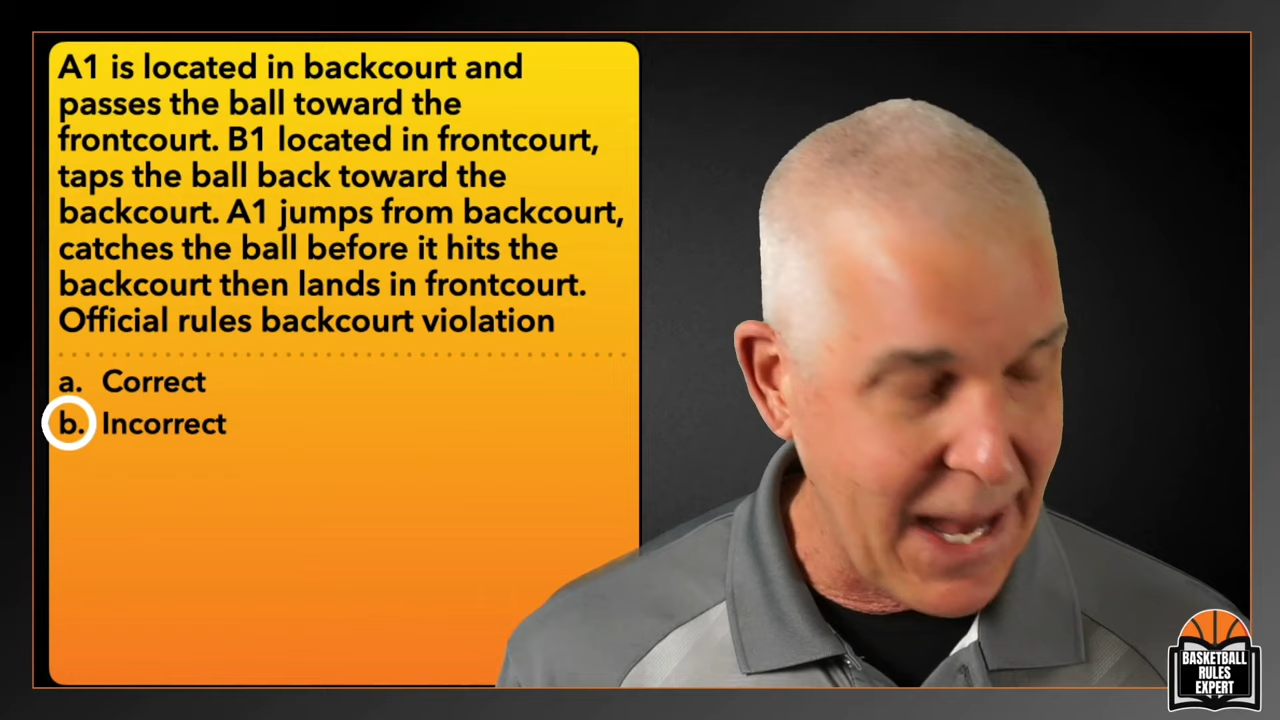 A1 is located in backcourt and
passes the ball toward the
frontcourt. B1 located in frontcourt,
taps the ball back toward the
backcourt. A1 jumps from backcourt,
catches the ball before it hits the
backcourt then lands in frontcourt.
Official rules backcourt violation
a. Correct
b. Incorrect
BASKETBALL
RULES
EXPERT